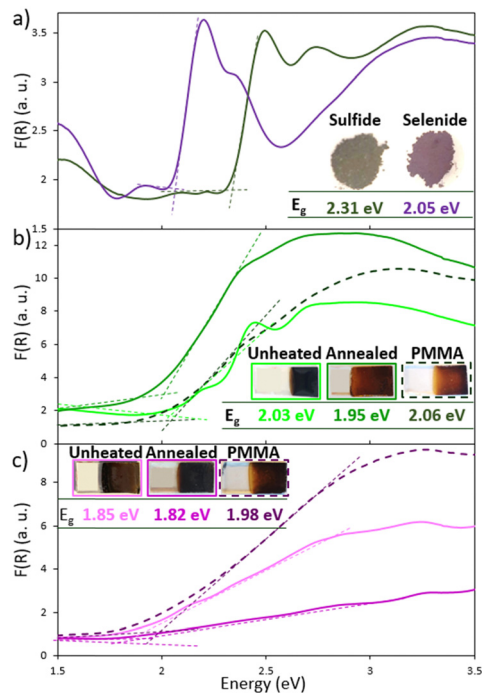 a)
3.5
3.0
2.5
2.0
1.5
F(R) (a. u.)
Sulfide Selenide
Eg 2.31 eV 2.05 eV
b)
12
10
8
6
4
2
0
F(R) (a. u.)
Unheated Annealed PMMA
Eg 2.03 eV 1.95 eV 2.06 eV
c)
8
6
4
2
0
F(R) (a. u.)
Unheated Annealed PMMA
Eg 1.85 eV 1.82 eV 1.98 eV
1.5 2 2.5 3 3.5
Energy (eV)